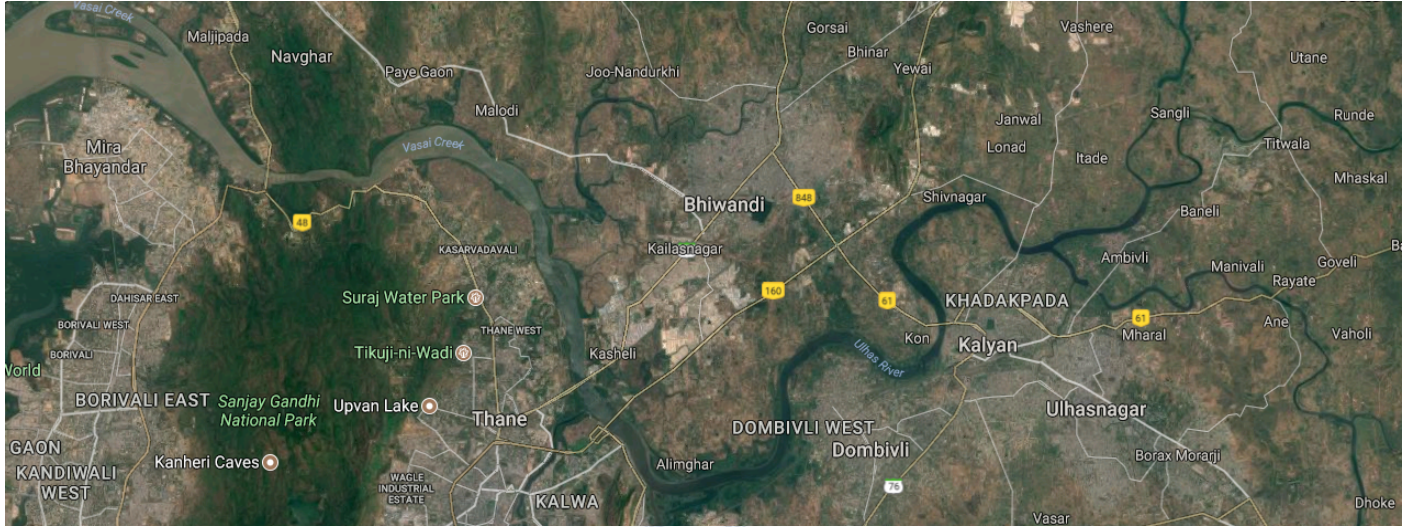 Vasai Creek
Maljipada
Navghar
Paye Gaon
Joo-Nandurkhi
Malodi
Gorsai
Bhinar
Yewai
Vashere
Utane
Janwal
Lonad
Itade
Sangli
Runde
Titwala
Mhaskal
Mira
Bhayandar
Vasai Creek
48
848
Bhiwandi
Shivnagar
Baneli
KASARVADAVALI
Kailasnagar
Ambivli
Manivali
Goveli
Ba
Rayate
DAHISAR EAST
Suraj Water Park
160
61
KHADAKPADA
61
BORIVALI WEST
THANE WEST
Kon
Kalyan
Mharal
Ane
Vaholi
BORIVALI
Tikuji-ni-Wadi
Kasheli
Ulhas River
World
BORIVALI EAST
Sanjay Gandhi
National Park
Upvan Lake
Thane
DOMBIVLI WEST
Dombivli
Ulhasnagar
GAON
KANDIWALI
WEST
Kanheri Caves
WAGLE
INDUSTRIAL
ESTATE
KALWA
Alimghar
76
Borax Morarji
Vasar
Dhoke